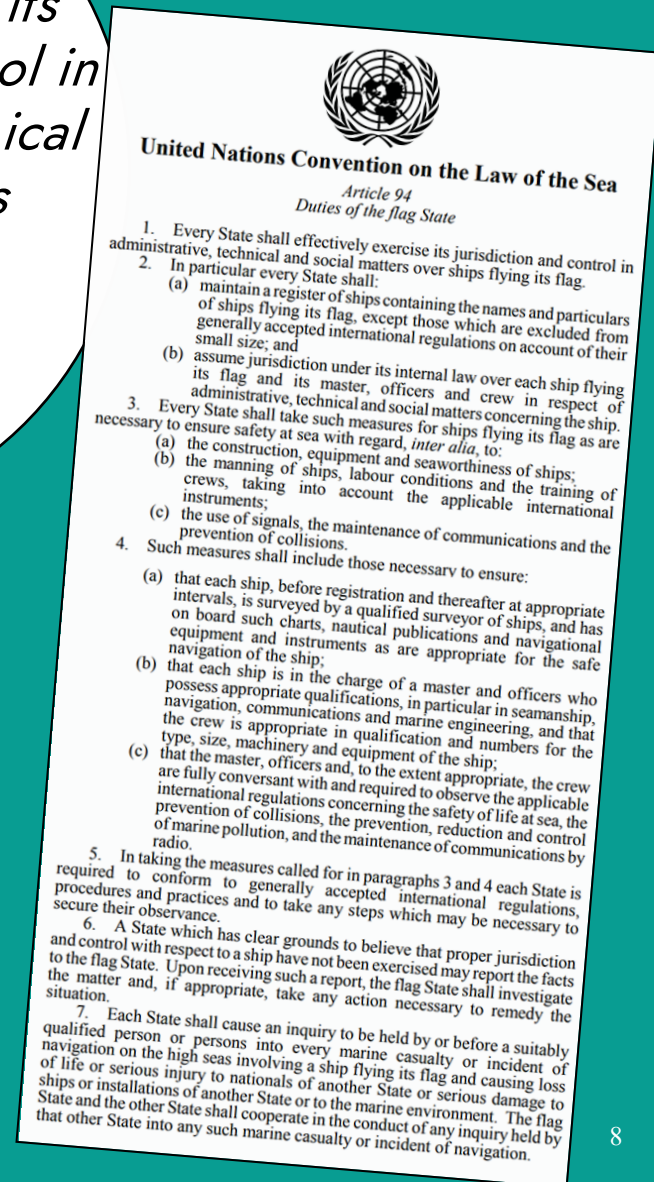 its
ol in
ical
s
United Nations Convention on the Law of the Sea
Article 94
Duties of the flag State
1. Every State shall effectively exercise its jurisdiction and control in
administrative, technical and social matters over ships flying its flag.
2. In particular every State shall:
(a) maintain a register of ships containing the names and particulars
of ships flying its flag, except those which are excluded from
generally accepted international regulations on account of their
small size; and
(b) assume jurisdiction under its internal law over each ship flying
its flag and its master, officers and crew in respect of
administrative, technical and social matters concerning the ship.
3. Every State shall take such measures for ships flying its flag as are
necessary to ensure safety at sea with regard, inter alia, to:
(a) the construction, equipment and seaworthiness of ships;
(b) the manning of ships, labour conditions and the training of
crews, taking into account the applicable international
instruments;
(c) the use of signals, the maintenance of communications and the
prevention of collisions.
4. Such measures shall include those necessary to ensure:
(a) that each ship, before registration and thereafter at appropriate
intervals, is surveyed by a qualified surveyor of ships, and has
on board such charts, nautical publications and navigational
equipment and instruments as are appropriate for the safe
navigation of the ship;
(b) that each ship is in the charge of a master and officers who
possess appropriate qualifications, in particular in seamanship,
navigation, communications and marine engineering, and that
the crew is appropriate in qualification and numbers for the
type, size, machinery and equipment of the ship;
(c) that the master, officers and, to the extent appropriate, the crew
are fully conversant with and required to observe the applicable
international regulations concerning the safety of life at sea, the
prevention of collisions, the prevention, reduction and control
of marine pollution, and the maintenance of communications by
radio.
5. In taking the measures called for in paragraphs 3 and 4 each State is
required to conform to generally accepted international regulations,
procedures and practices and to take any steps which may be necessary to
secure their observance.
6. A State which has clear grounds to believe that proper jurisdiction
and control with respect to a ship have not been exercised may report the facts
to the flag State. Upon receiving such a report, the flag State shall investigate
the matter and, if appropriate, take any action necessary to remedy the
situation.
7. Each State shall cause an inquiry to be held by or before a suitably
qualified person or persons into every marine casualty or incident of
navigation on the high seas involving a ship flying its flag and causing loss
of life or serious injury to nationals of another State or serious damage to
ships or installations of another State or to the marine environment. The flag
State and the other State shall cooperate in the conduct of any inquiry held by
that other State into any such marine casualty or incident of navigation.
8